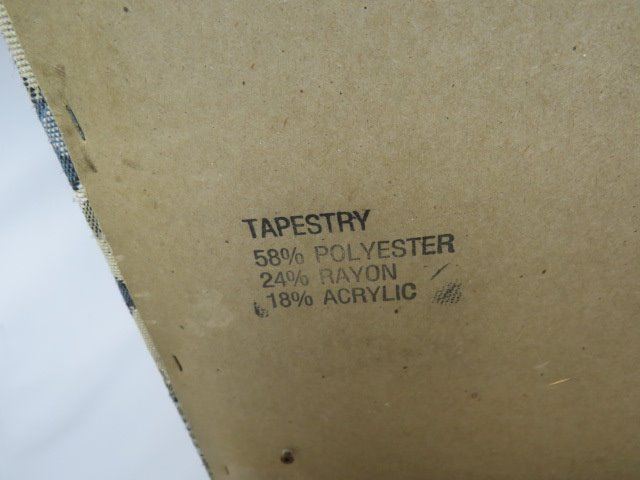 TAPESTRY
58% POLYESTER
24% RAYON
18% ACRYLIC